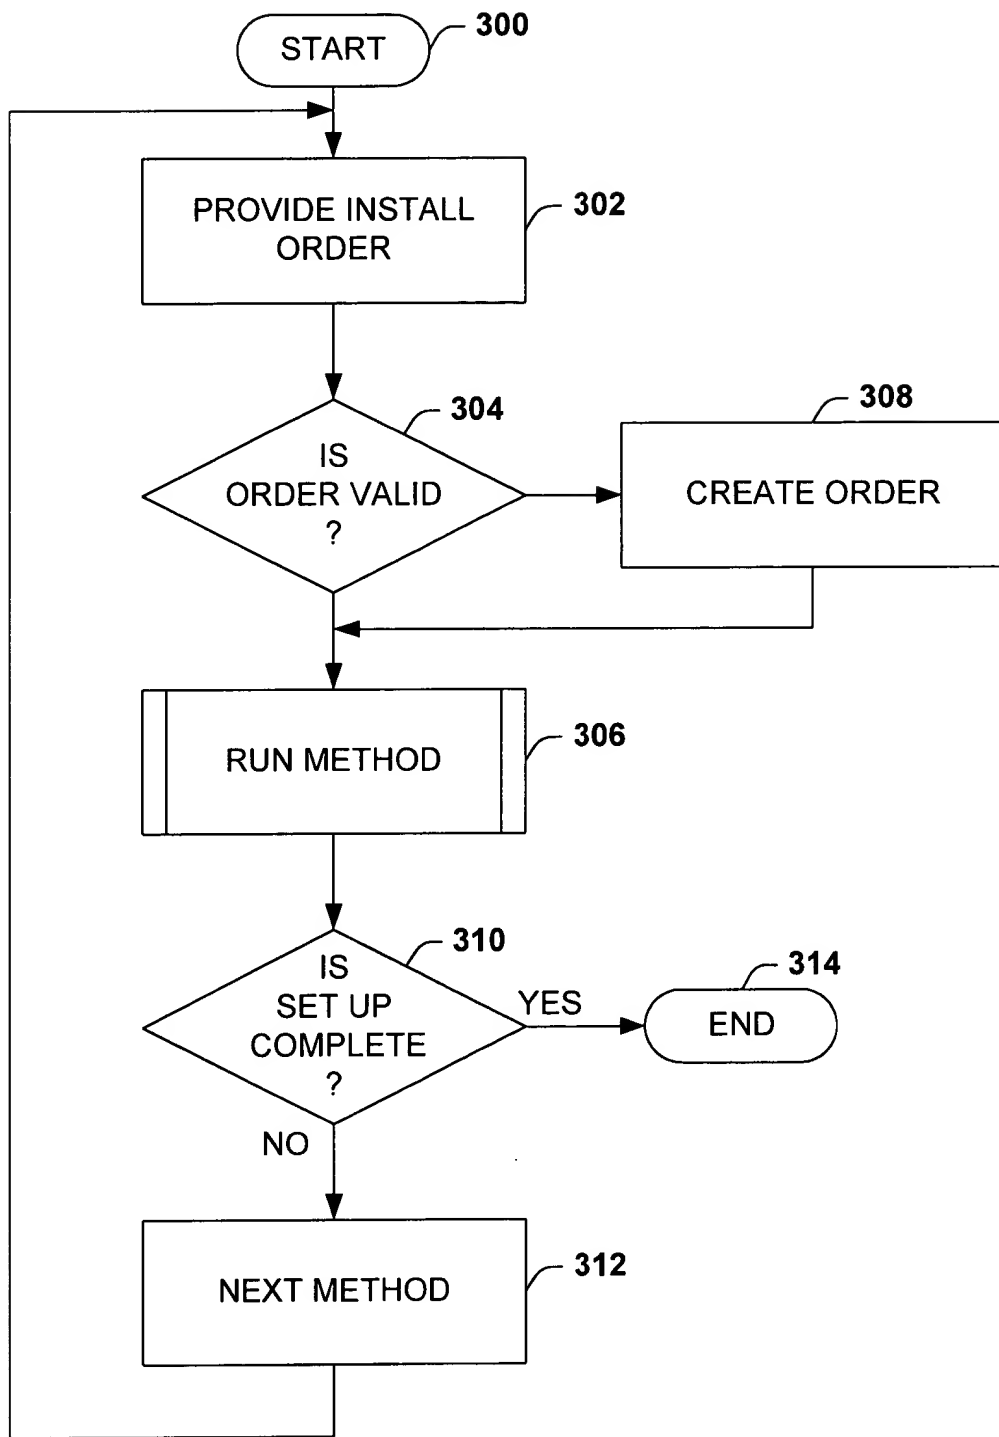 START
300
PROVIDE INSTALL
ORDER
302
304
IS
ORDER VALID
?
308
CREATE ORDER
RUN METHOD
306
310
IS
SET UP
COMPLETE
?
YES
314
END
NO
NEXT METHOD
312